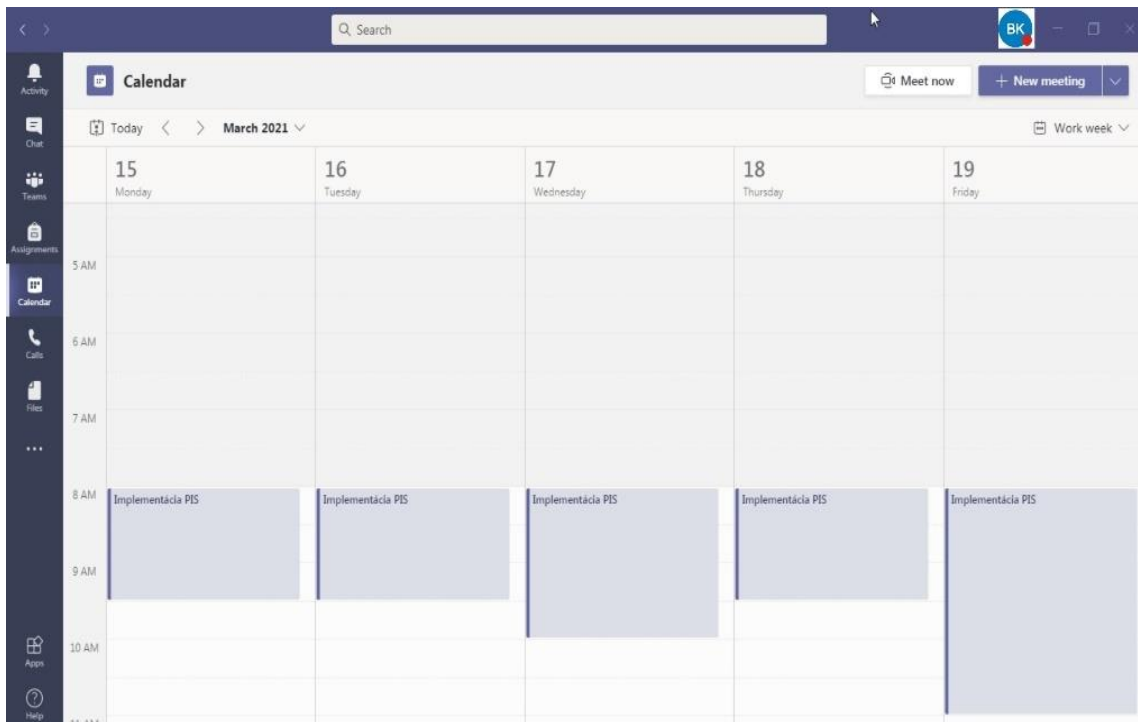 Search
BK
Activity
Chat
Teams
Assignments
Calendar
Calls
Files
Apps
Help
Calendar
Meet now
+ New meeting
Today
March 2021
Work week
15
Monday
16
Tuesday
17
Wednesday
18
Thursday
19
Friday
5 AM
6 AM
7 AM
8 AM
Implementácia PIS
Implementácia PIS
Implementácia PIS
Implementácia PIS
Implementácia PIS
9 AM
10 AM